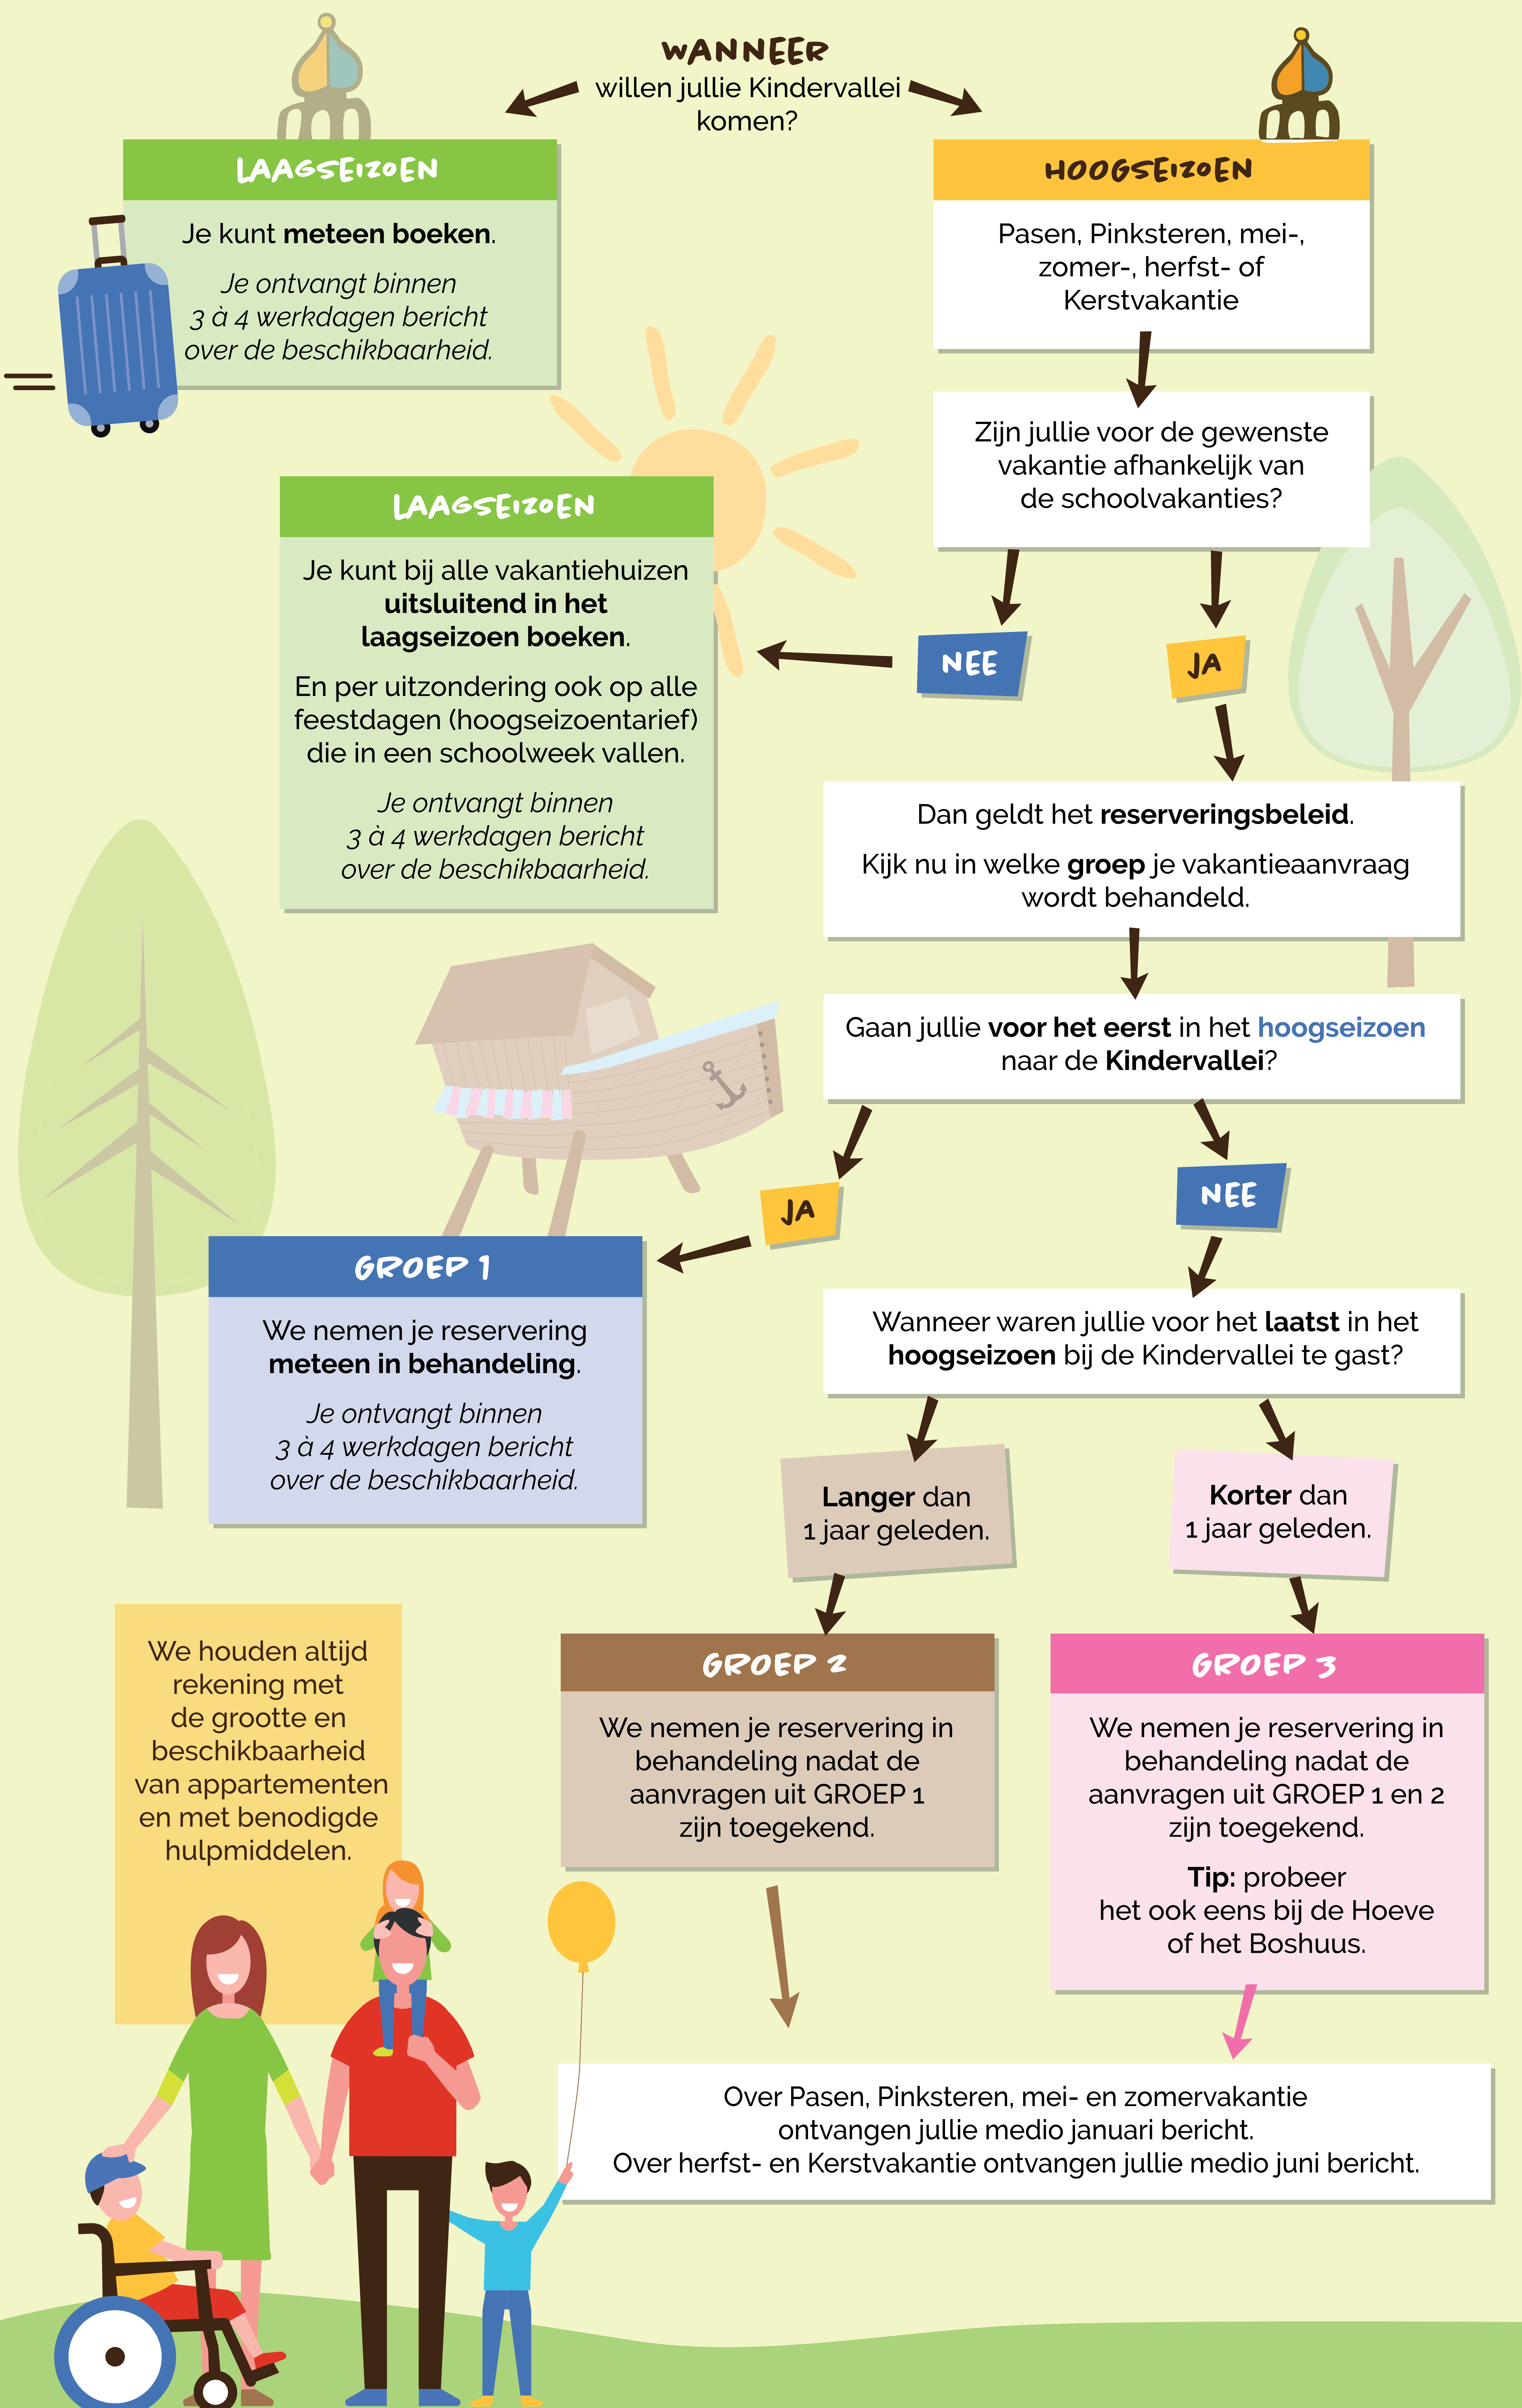 WANNEER
willen jullie Kindervallei
komen?
LAAGSEIZOEN
Je kunt meteen boeken.
Je ontvangt binnen
3 à 4 werkdagen bericht
over de beschikbaarheid.
HOOGSEIZOEN
Pasen, Pinksteren, mei-,
zomer-, herfst- of
Kerstvakantie
Zijn jullie voor de gewenste
vakantie afhankelijk van
de schoolvakanties?
NEE
JA
LAAGSEIZOEN
Je kunt bij alle vakantiehuizen
uitsluitend in het
laagseizoen boeken.
En per uitzondering ook op alle
feestdagen (hoogseizoentarief)
die in een schoolweek vallen.
Je ontvangt binnen
3 à 4 werkdagen bericht
over de beschikbaarheid.
Dan geldt het reserveringsbeleid.
Kijk nu in welke groep je vakantieaanvraag
wordt behandeld.
Gaan jullie voor het eerst in het hoogseizoen
naar de Kindervallei?
JA
NEE
GROEP 1
We nemen je reservering
meteen in behandeling.
Je ontvangt binnen
3 à 4 werkdagen bericht
over de beschikbaarheid.
Wanneer waren jullie voor het laatst in het
hoogseizoen bij de Kindervallei te gast?
Langer dan
1 jaar geleden.
Korter dan
1 jaar geleden.
We houden altijd
rekening met
de grootte en
beschikbaarheid
van appartementen
en met benodigde
hulpmiddelen.
GROEP 2
We nemen je reservering in
behandeling nadat de
aanvragen uit GROEP 1
zijn toegekend.
GROEP 3
We nemen je reservering in
behandeling nadat de
aanvragen uit GROEP 1 en 2
zijn toegekend.
Tip: probeer
het ook eens bij de Hoeve
of het Boshuus.
Over Pasen, Pinksteren, mei- en zomervakantie
ontvangen jullie medio januari bericht.
Over herfst- en Kerstvakantie ontvangen jullie medio juni bericht.